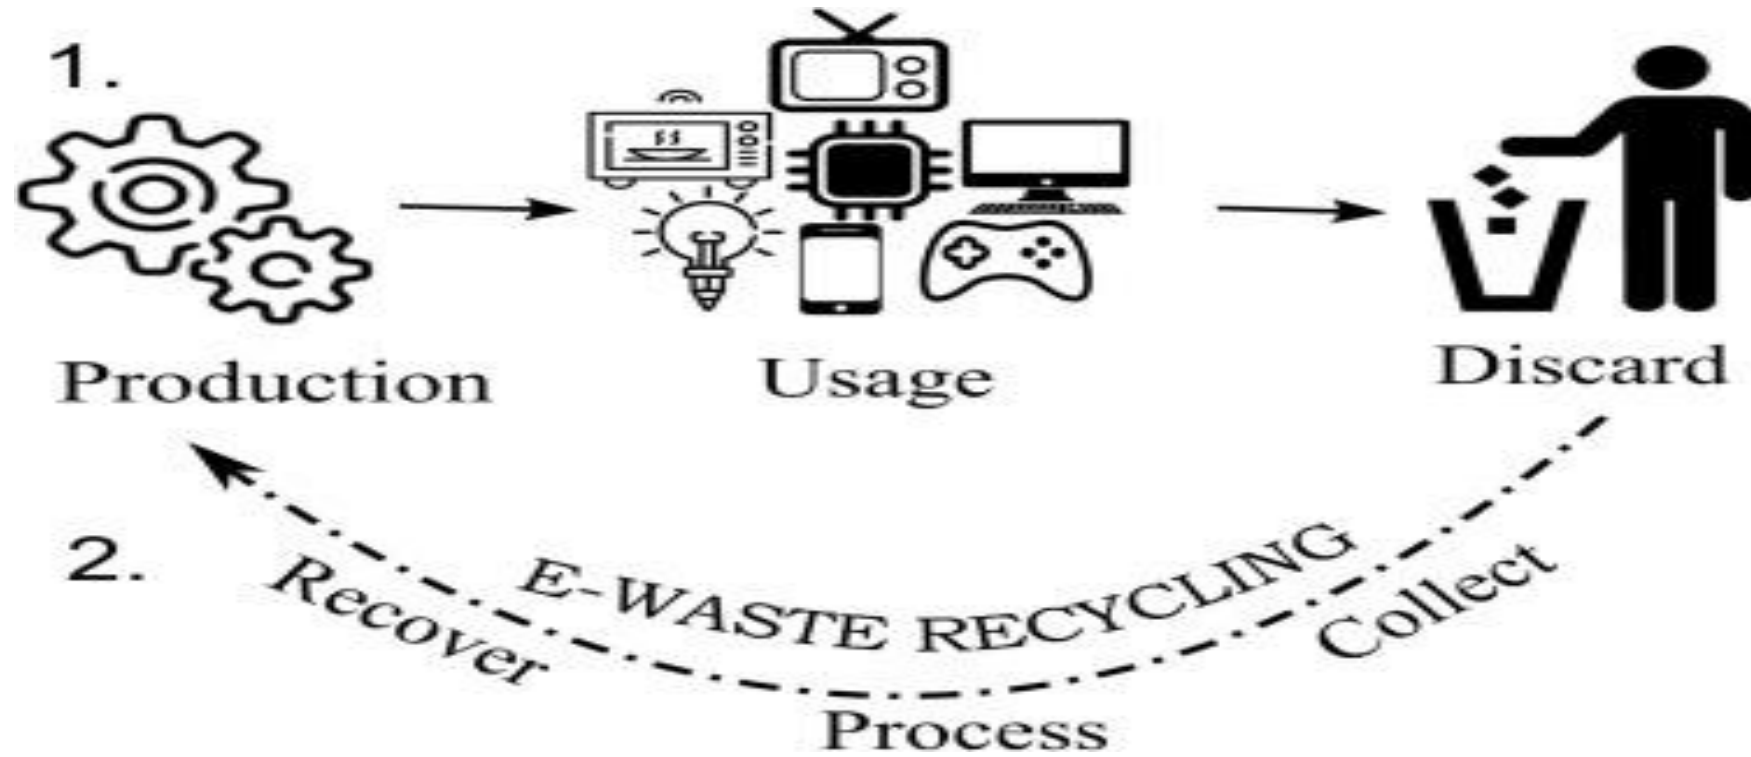 1.
Production
Usage
Discard
2.
E-WASTE RECYCLING
Recover
Process
Collect